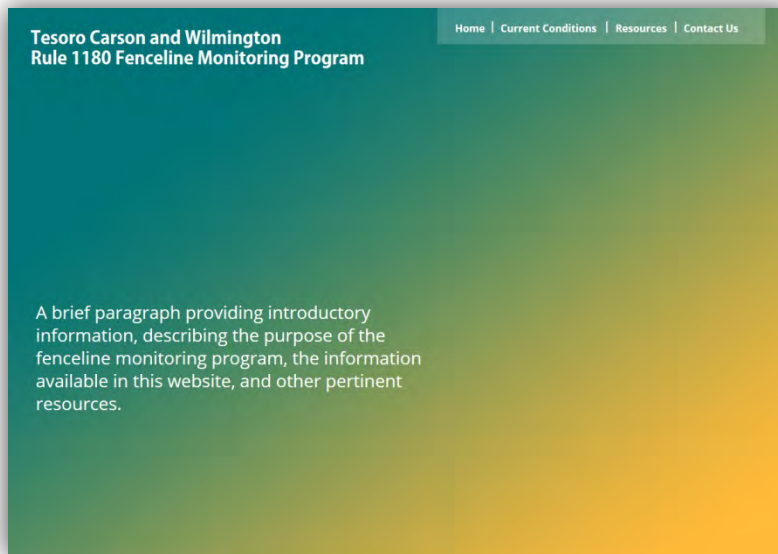 Tesoro Carson and Wilmington
Rule 1180 Fenceline Monitoring Program
Home | Current Conditions | Resources | Contact Us
A brief paragraph providing introductory
information, describing the purpose of the
fenceline monitoring program, the information
available in this website, and other pertinent
resources.